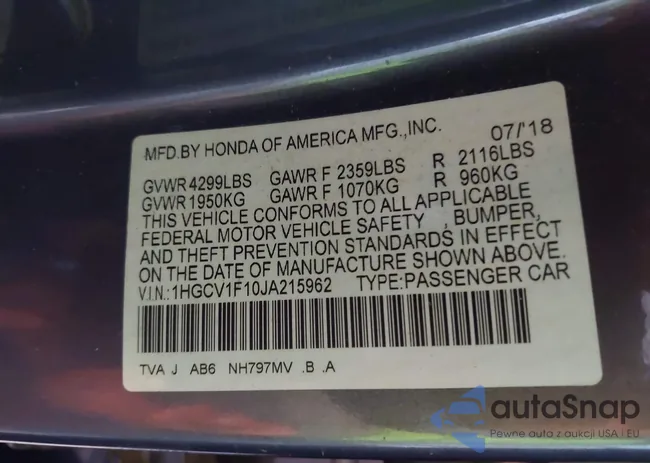 MFD.BY HONDA OF AMERICA MFG.,INC. 07/'18
GVWR 4299LBS GAWR F 2359LBS R 2116LBS
GVWR 1950KG GAWR F 1070KG R 960KG
THIS VEHICLE CONFORMS TO ALL APPLICABLE
FEDERAL MOTOR VEHICLE SAFETY , BUMPER,
AND THEFT PREVENTION STANDARDS IN EFFECT
ON THE DATE OF MANUFACTURE SHOWN ABOVE.
V.I.N.:1HGCV1F10JA215962 TYPE:PASSENGER CAR
TVA J AB6 NH797MV .B .A
autaSnap
Pewne auta z aukcji USA i EU